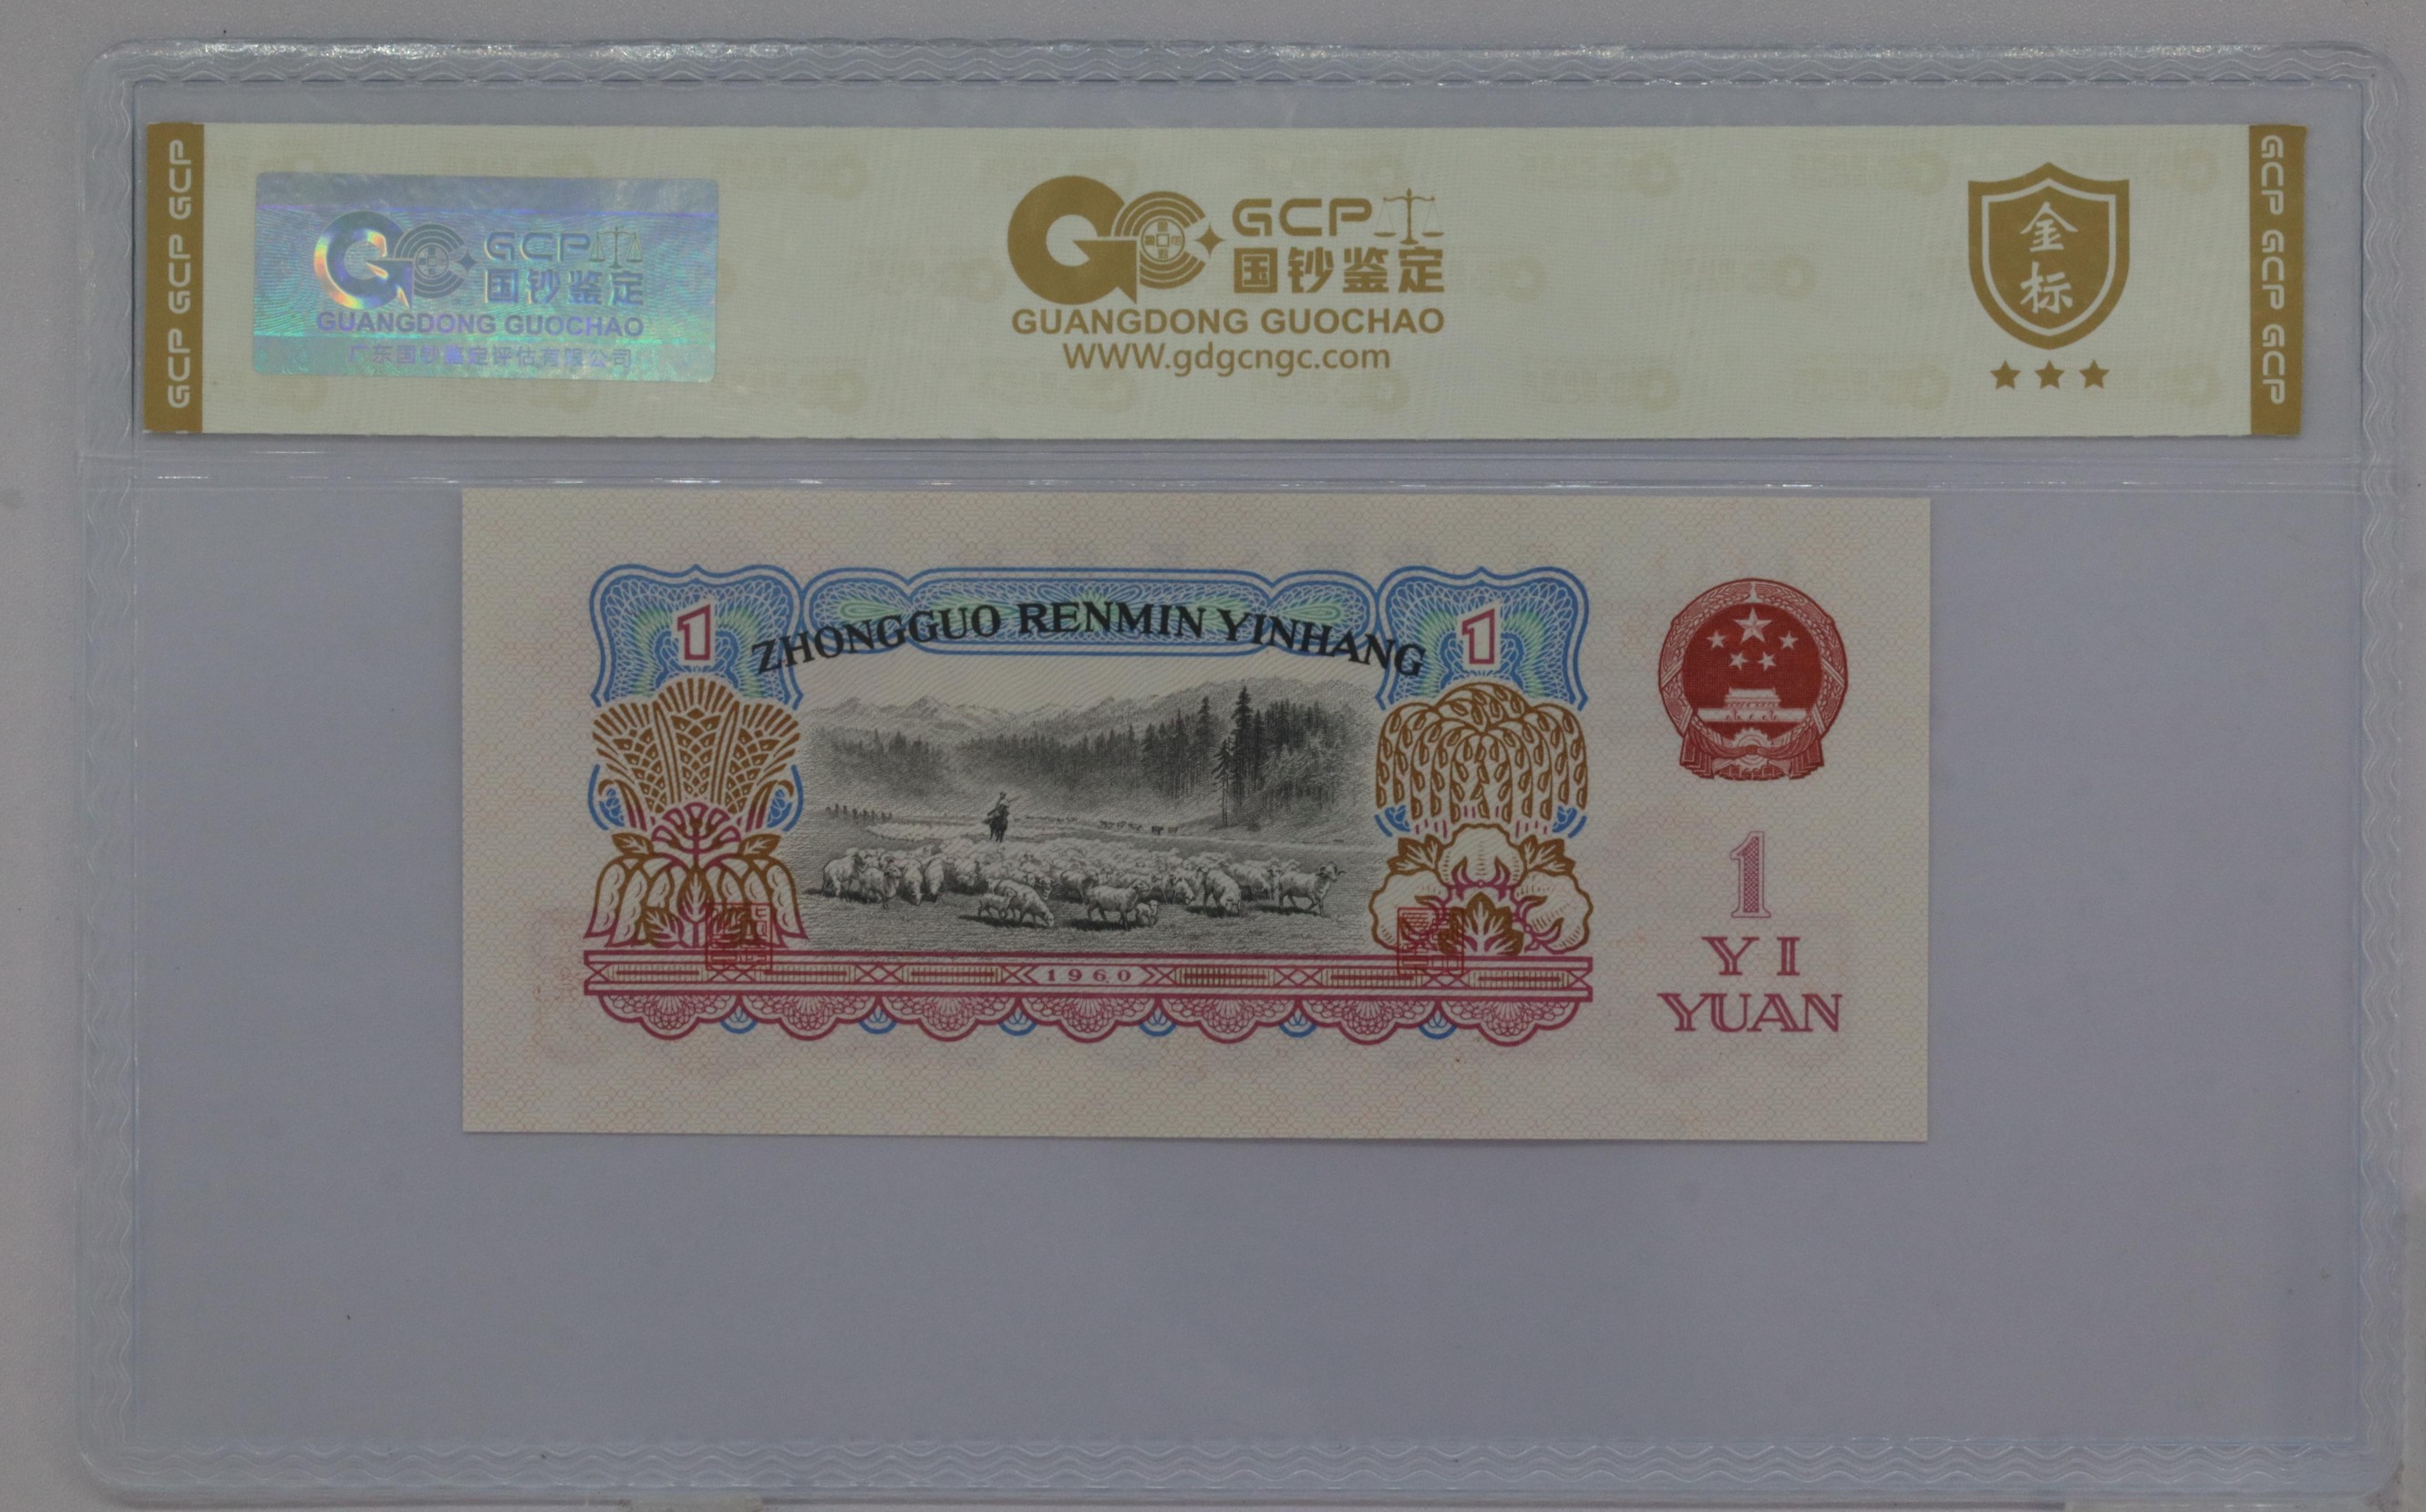 GCP GCP GCP
GCP
国钞鉴定
GUANGDONG GUOCHAO
广东国钞鉴定评估有限公司
GCP
国钞鉴定
GUANGDONG GUOCHAO
WWW.gdgcngc.com
金
标
GCP GCP GCP
1
ZHONGGUO RENMIN YINHANG
1
1960
1
YI
YUAN